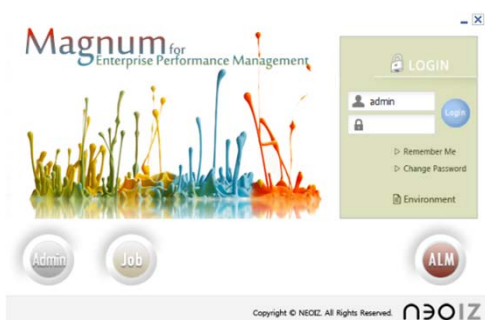 Magnum for
Enterprise Performance Management
LOGIN
admin
Login
▷ Remember Me
▷ Change Password
Environment
Admin
Job
ALM
Copyright © NEOIZ. All Rights Reserved.
NEOIZ